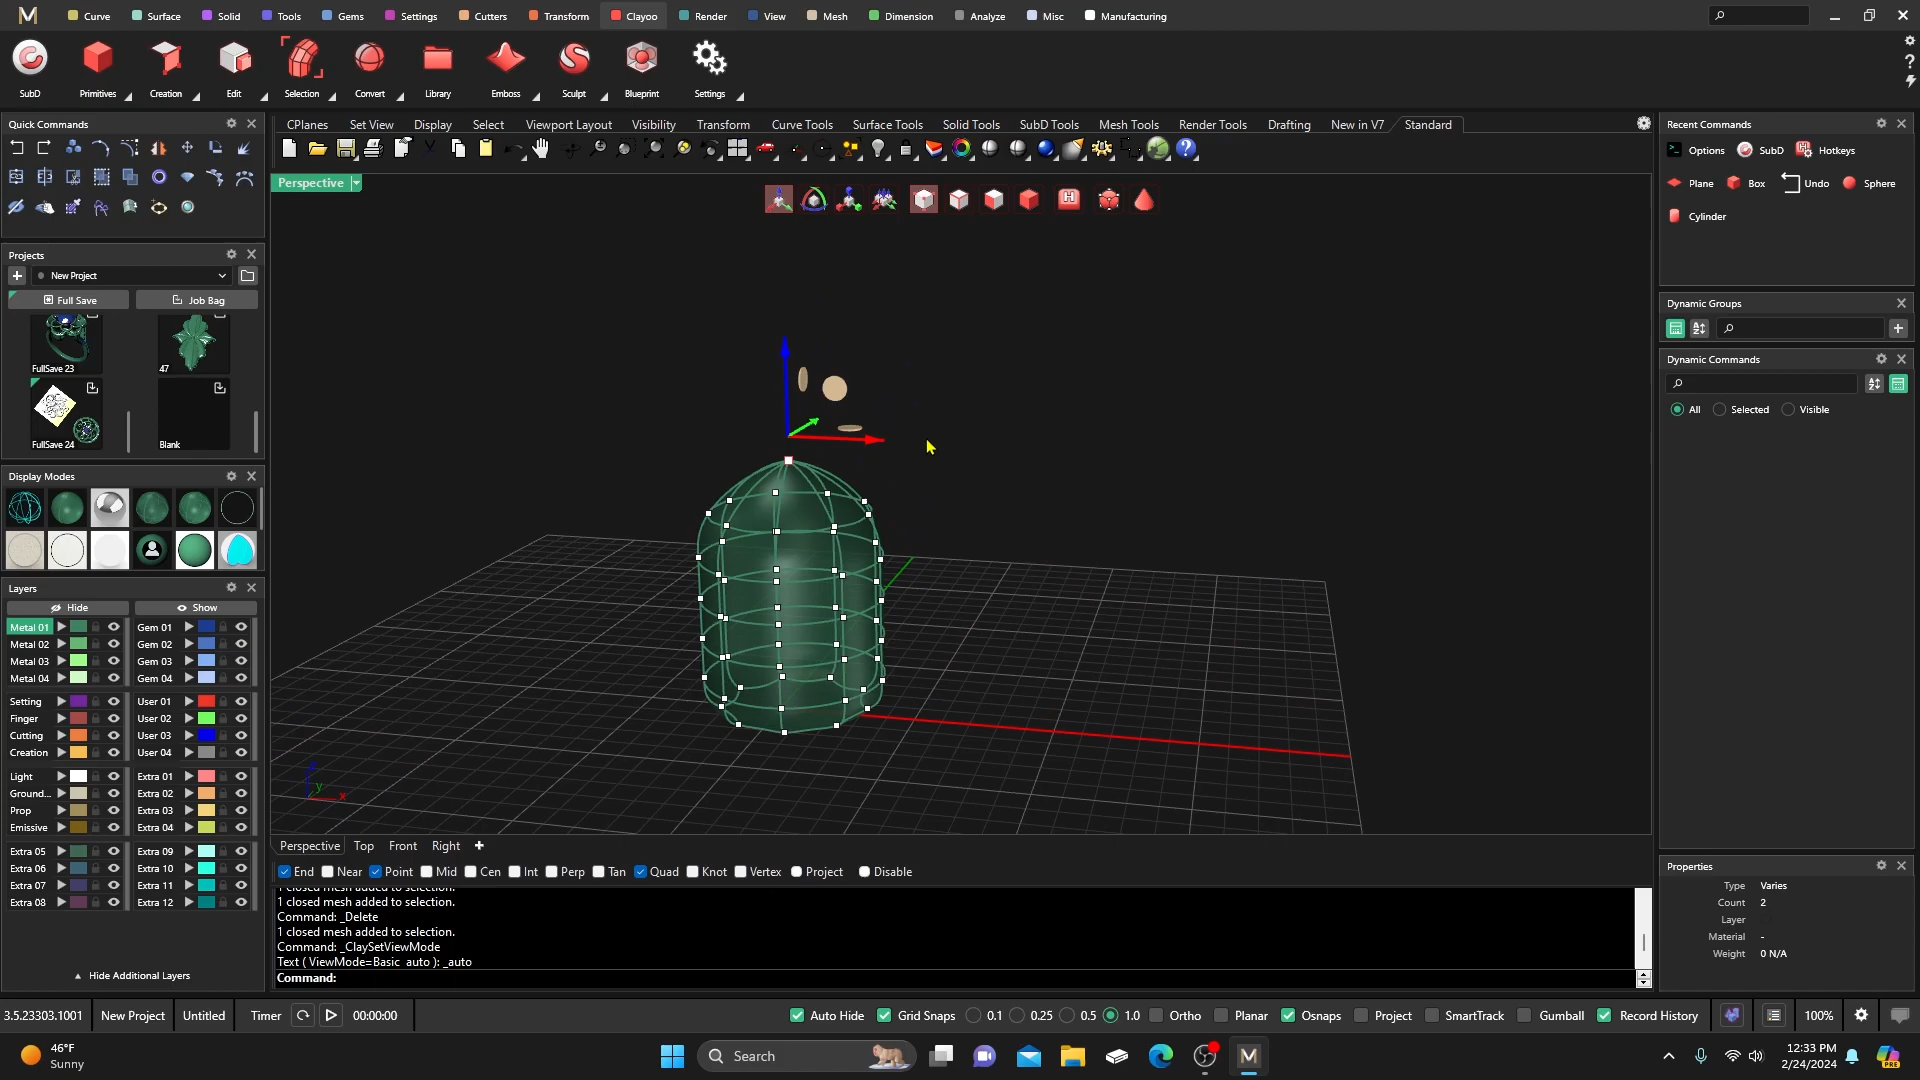 Curve Surface Solid Tools Gems Settings Cutters Transform Clayoo Render View Mesh Dimension Analyze Misc Manufacturing
SubD Primitives Creation Edit Selection Convert Library Emboss Sculpt Blueprint Settings
Quick Commands
CPlanes Set View Display Select Viewport Layout Visibility Transform Curve Tools Surface Tools Solid Tools SubD Tools Mesh Tools Render Tools Drafting New in V7 Standard
Recent Commands
Options SubD Hotkeys
Plane Box Undo Sphere
Cylinder
Perspective
Projects
New Project
Full Save Job Bag
FullSave 23 47
FullSave 24 Blank
Dynamic Groups
Dynamic Commands
All Selected Visible
Display Modes
Layers
Hide Show
Metal 01 Gem 01
Metal 02 Gem 02
Metal 03 Gem 03
Metal 04 Gem 04
Setting User 01
Finger User 02
Cutting User 03
Creation User 04
Light Extra 01
Ground... Extra 02
Prop Extra 03
Emissive Extra 04
Extra 05 Extra 09
Extra 06 Extra 10
Extra 07 Extra 11
Extra 08 Extra 12
Hide Additional Layers
z
y
x
Perspective Top Front Right
End Near Point Mid Cen Int Perp Tan Quad Knot Vertex Project Disable
1 closed mesh added to selection.
1 closed mesh added to selection.
Command: _Delete
1 closed mesh added to selection.
Command: _ClaySetViewMode
Text ( ViewMode=Basic auto ): _auto
Command:
Properties
Type Varies
Count 2
Layer
Material -
Weight 0 N/A
3.5.23303.1001 New Project Untitled Timer 00:00:00 Auto Hide Grid Snaps 0.1 0.25 0.5 1.0 Ortho Planar Osnaps Project SmartTrack Gumball Record History 100%
46°F
Sunny
Search
12:33 PM
2/24/2024